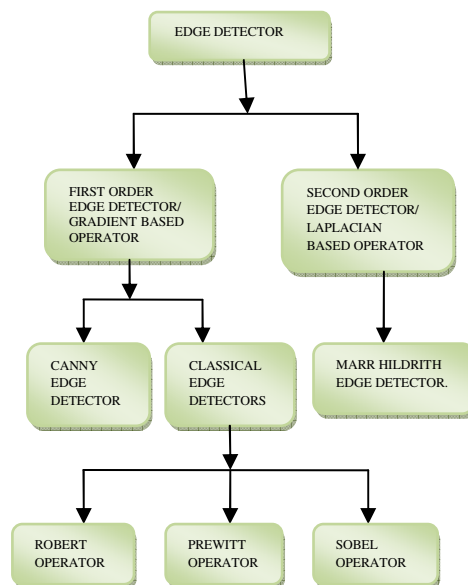 EDGE DETECTOR
FIRST ORDER
EDGE DETECTOR/
GRADIENT BASED
OPERATOR
SECOND ORDER
EDGE DETECTOR/
LAPLACIAN
BASED OPERATOR
CANNY
EDGE
DETECTOR
CLASSICAL
EDGE
DETECTORS
MARR HILDRITH
EDGE DETECTOR.
ROBERT
OPERATOR
PREWITT
OPERATOR
SOBEL
OPERATOR